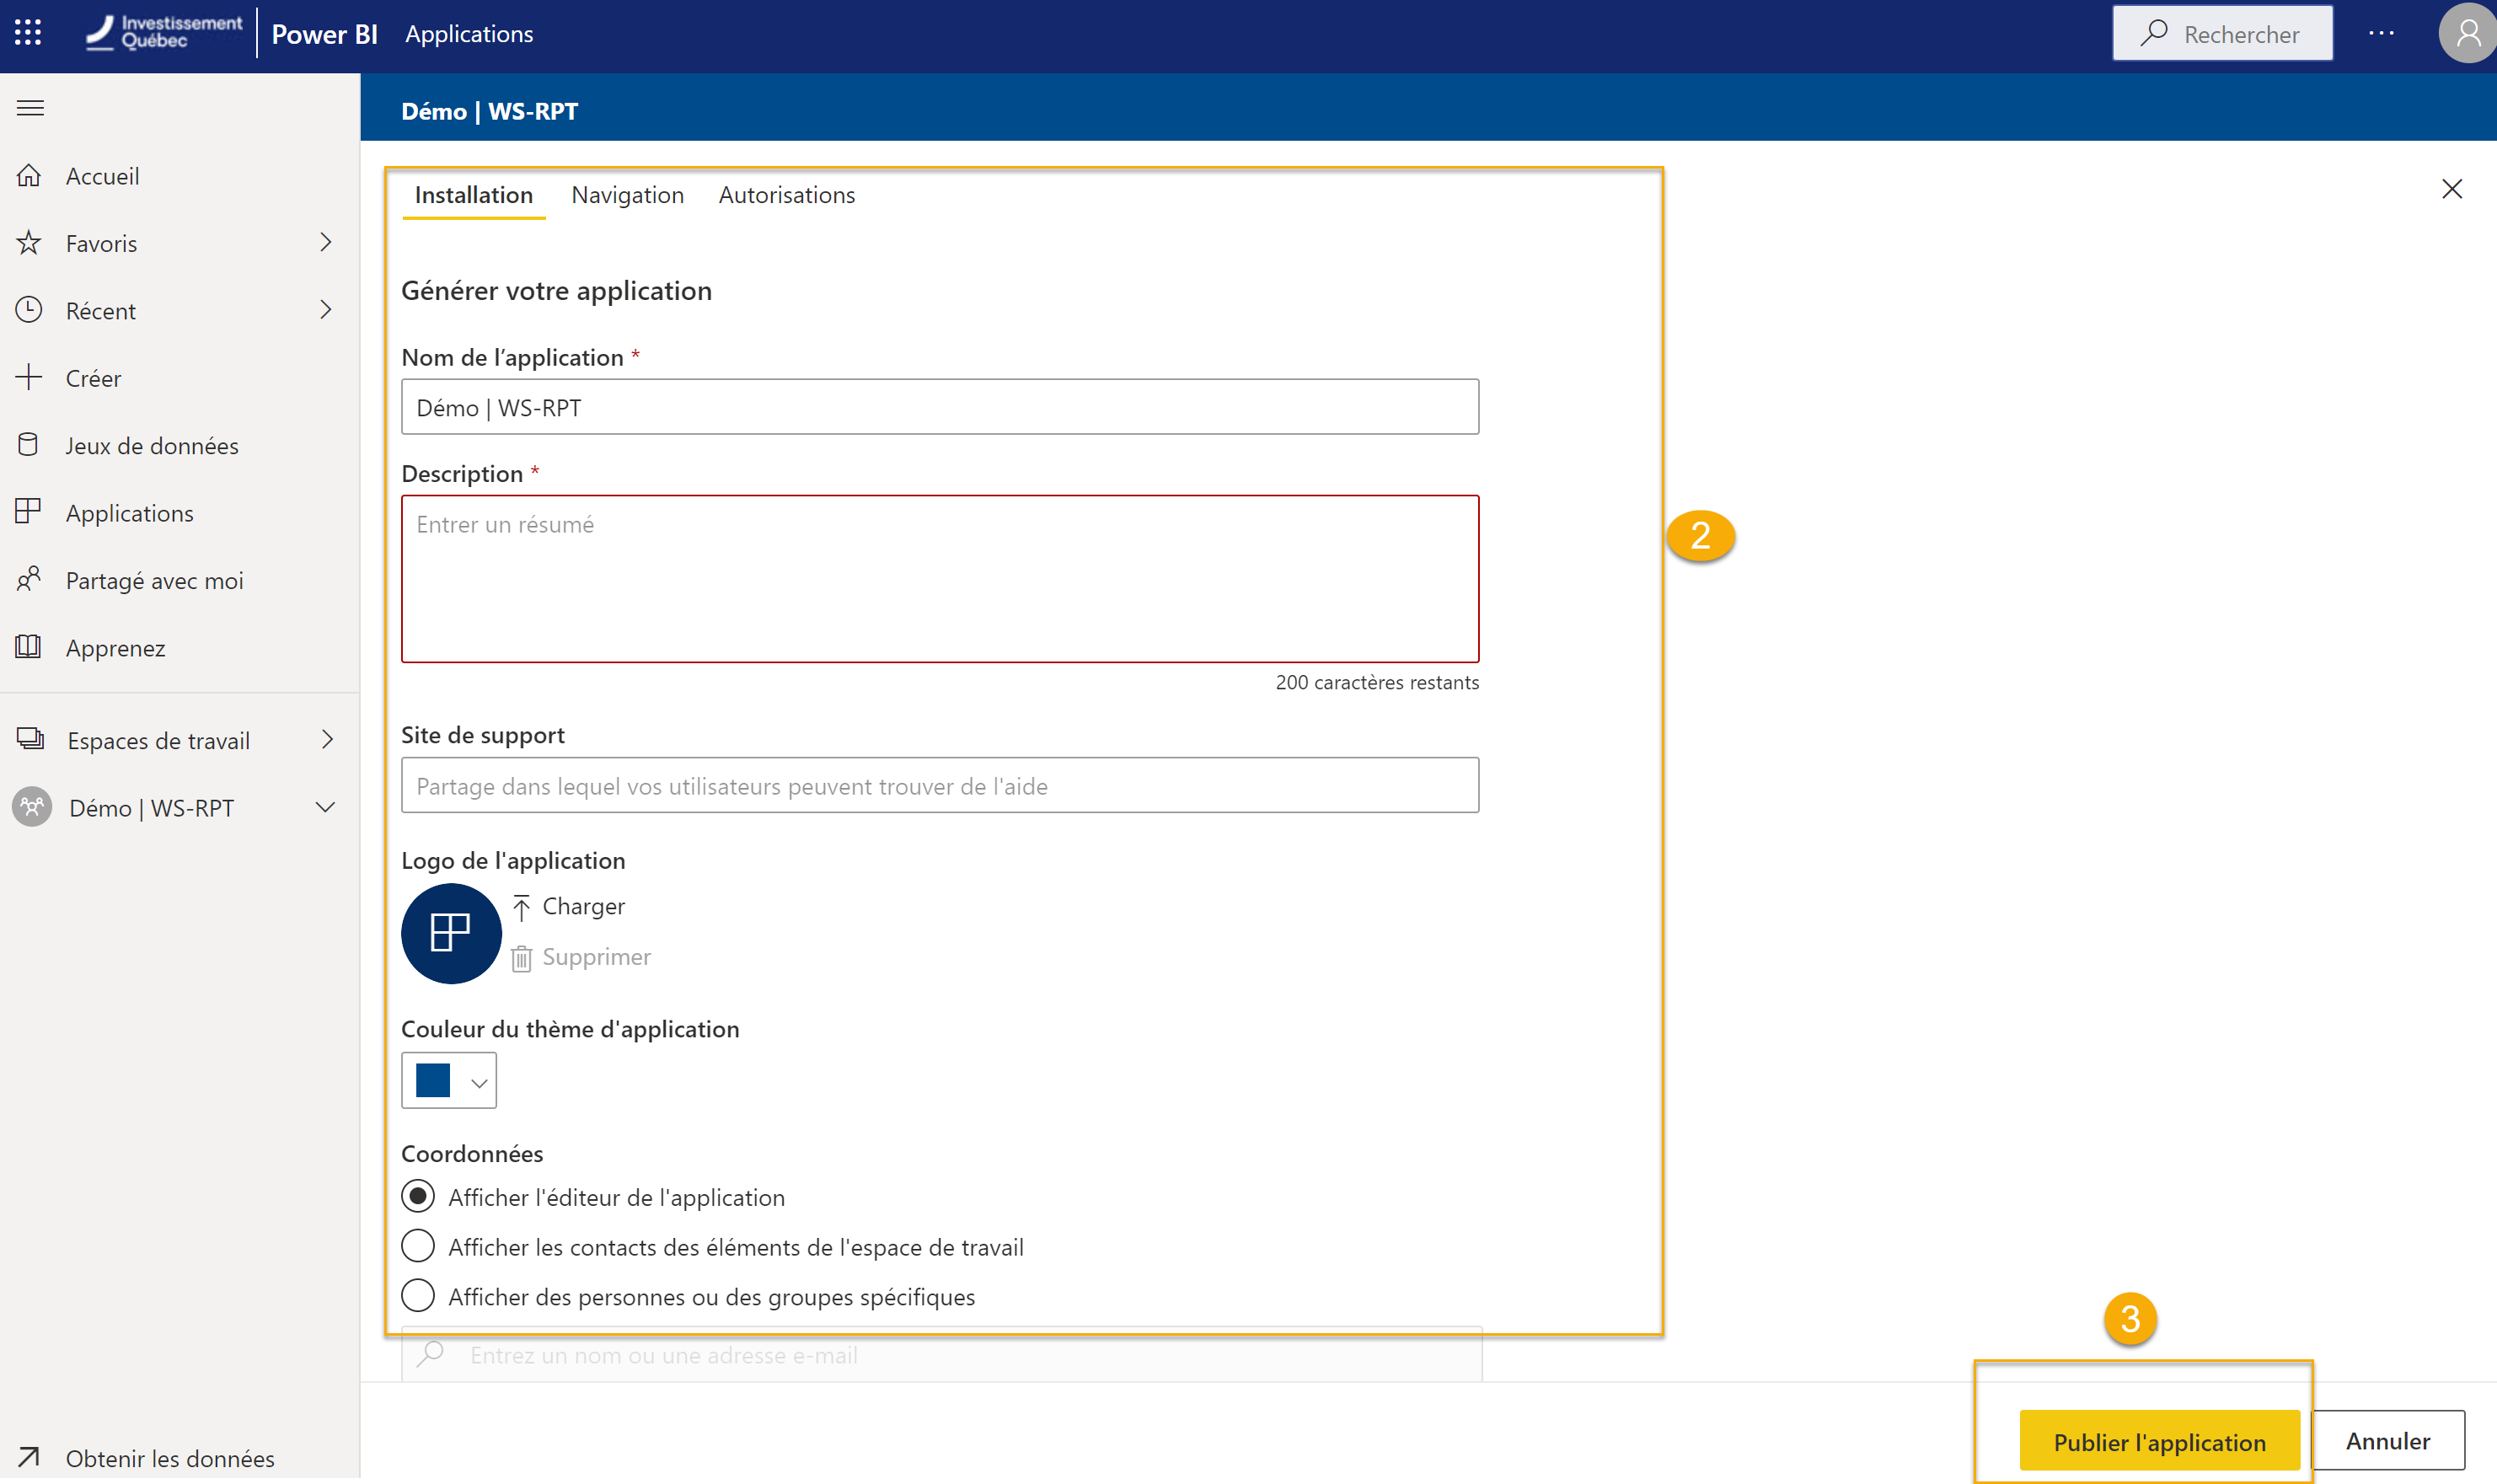 Investissement
Québec
Power BI
Applications
Rechercher
Démo | WS-RPT
Accueil
Favoris
Récent
Créer
Jeux de données
Applications
Partagé avec moi
Apprenez
Espaces de travail
Démo | WS-RPT
Obtenir les données
Installation
Navigation
Autorisations
Générer votre application
Nom de l’application *
Démo | WS-RPT
Description *
Entrer un résumé
200 caractères restants
2
Site de support
Partage dans lequel vos utilisateurs peuvent trouver de l'aide
Logo de l'application
Charger
Supprimer
Couleur du thème d'application
Coordonnées
Afficher l'éditeur de l'application
Afficher les contacts des éléments de l'espace de travail
Afficher des personnes ou des groupes spécifiques
Entrez un nom ou une adresse e-mail
3
Publier l'application
Annuler